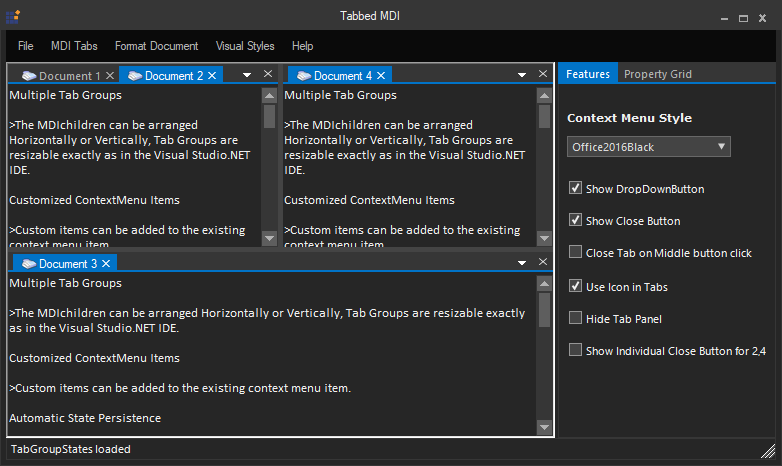 Tabbed MDI
File MDI Tabs Format Document Visual Styles Help
Document 1 Document 2
Multiple Tab Groups
>The MDIchildren can be arranged
Horizontally or Vertically, Tab Groups are
resizable exactly as in the Visual Studio.NET
IDE.
Customized ContextMenu Items
>Custom items can be added to the existing
context menu item.
Document 4
Multiple Tab Groups
>The MDIchildren can be arranged
Horizontally or Vertically, Tab Groups are
resizable exactly as in the Visual Studio.NET
IDE.
Customized ContextMenu Items
>Custom items can be added to the existing
context menu item.
Document 3
Multiple Tab Groups
>The MDIchildren can be arranged Horizontally or Vertically, Tab Groups are resizable exactly
as in the Visual Studio.NET IDE.
Customized ContextMenu Items
>Custom items can be added to the existing context menu item.
Automatic State Persistence
Features Property Grid
Context Menu Style
Office2016Black
Show DropDownButton
Show Close Button
Close Tab on Middle button click
Use Icon in Tabs
Hide Tab Panel
Show Individual Close Button for 2,4
TabGroupStates loaded